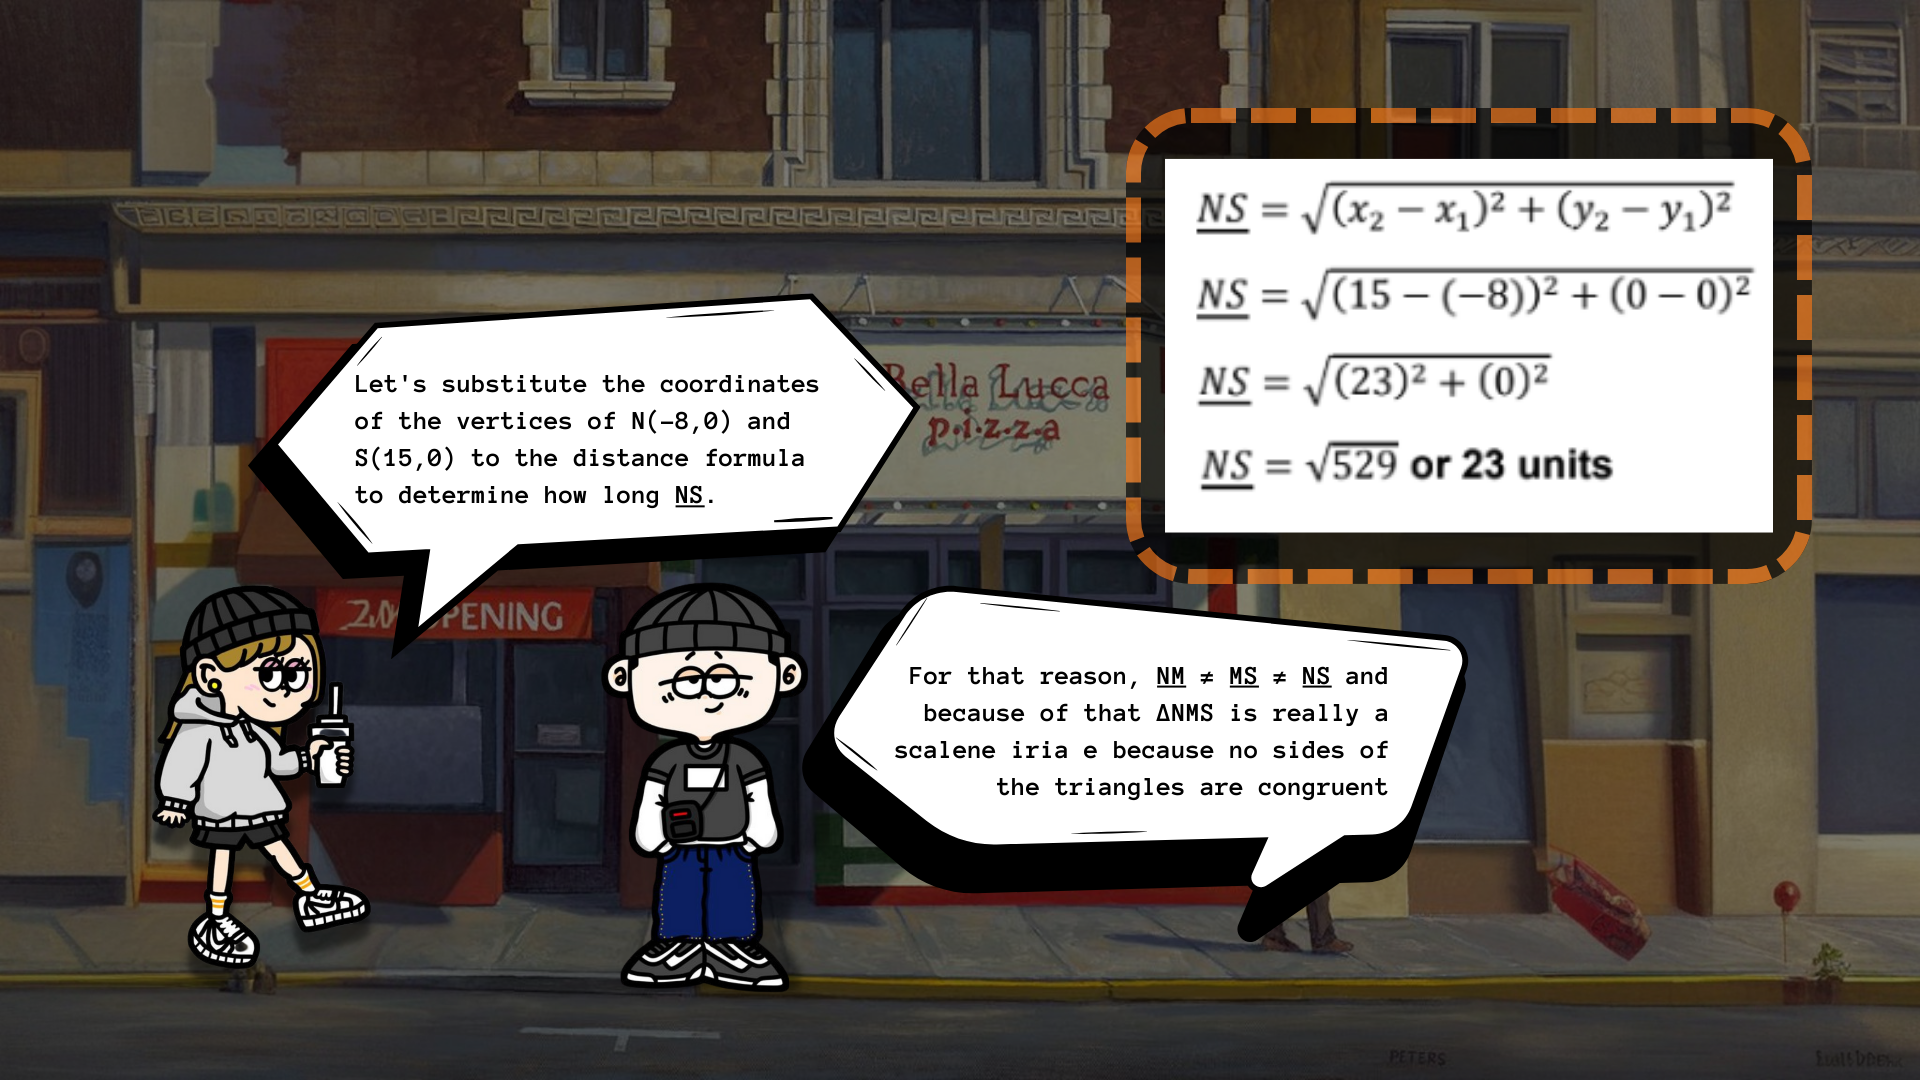 NS = √(x₂ − x₁)² + (y₂ − y₁)²
NS = √(15 − (−8))² + (0 − 0)²
NS = √(23)² + (0)²
NS = √529 or 23 units
Let's substitute the coordinates
of the vertices of N(-8,0) and
S(15,0) to the distance formula
to determine how long NS.
Bella Lucca
p·i·z·z·a
PENING
For that reason, NM ≠ MS ≠ NS and
because of that ΔNMS is really a
scalene iria e because no sides of
the triangles are congruent
PETERS